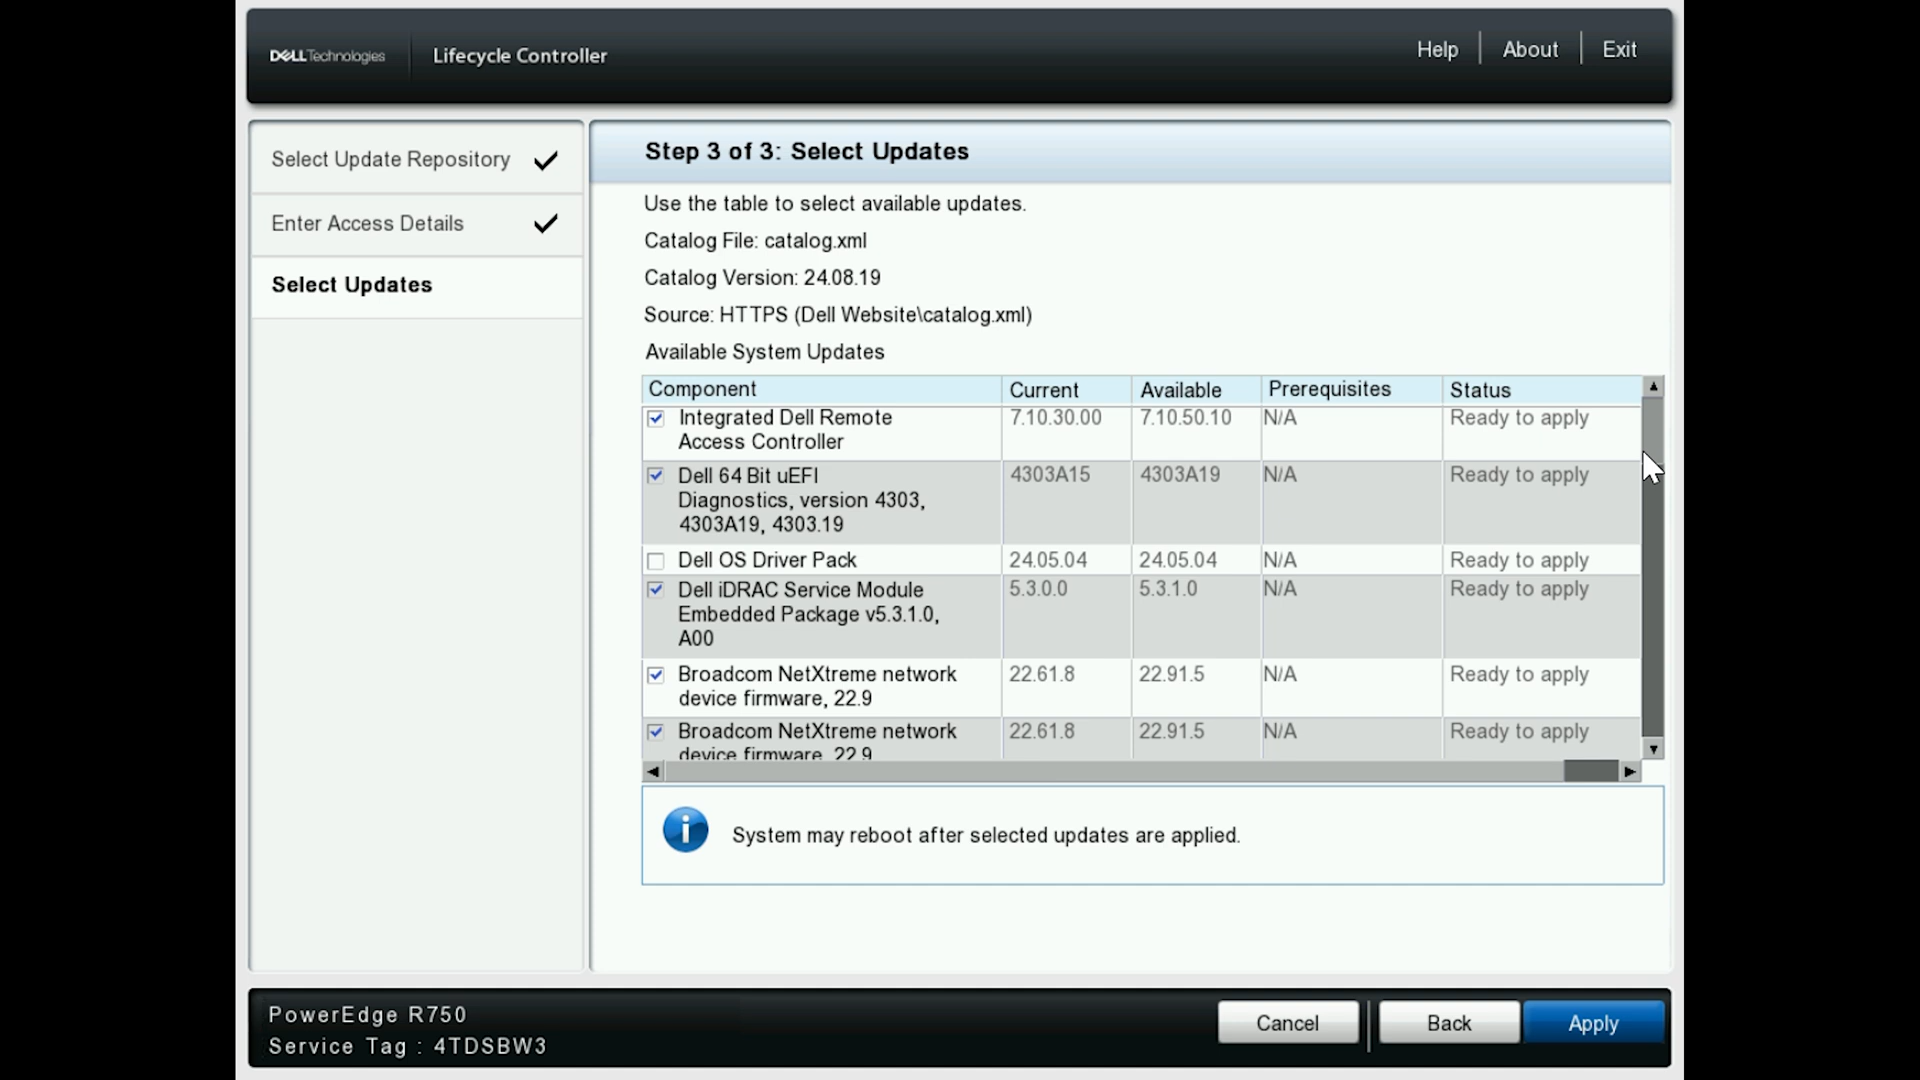 DELL Technologies
Lifecycle Controller
Help
About
Exit
Select Update Repository
Enter Access Details
Select Updates
Step 3 of 3: Select Updates
Use the table to select available updates.
Catalog File: catalog.xml
Catalog Version: 24.08.19
Source: HTTPS (Dell Website\catalog.xml)
Available System Updates
Component Current Available Prerequisites Status
Integrated Dell Remote 7.10.30.00 7.10.50.10 N/A Ready to apply
Access Controller
Dell 64 Bit uEFI 4303A15 4303A19 N/A Ready to apply
Diagnostics, version 4303,
4303A19, 4303.19
Dell OS Driver Pack 24.05.04 24.05.04 N/A Ready to apply
Dell iDRAC Service Module 5.3.0.0 5.3.1.0 N/A Ready to apply
Embedded Package v5.3.1.0,
A00
Broadcom NetXtreme network 22.61.8 22.91.5 N/A Ready to apply
device firmware, 22.9
Broadcom NetXtreme network 22.61.8 22.91.5 N/A Ready to apply
device firmware, 22.9
System may reboot after selected updates are applied.
PowerEdge R750
Service Tag : 4TDSBW3
Cancel
Back
Apply